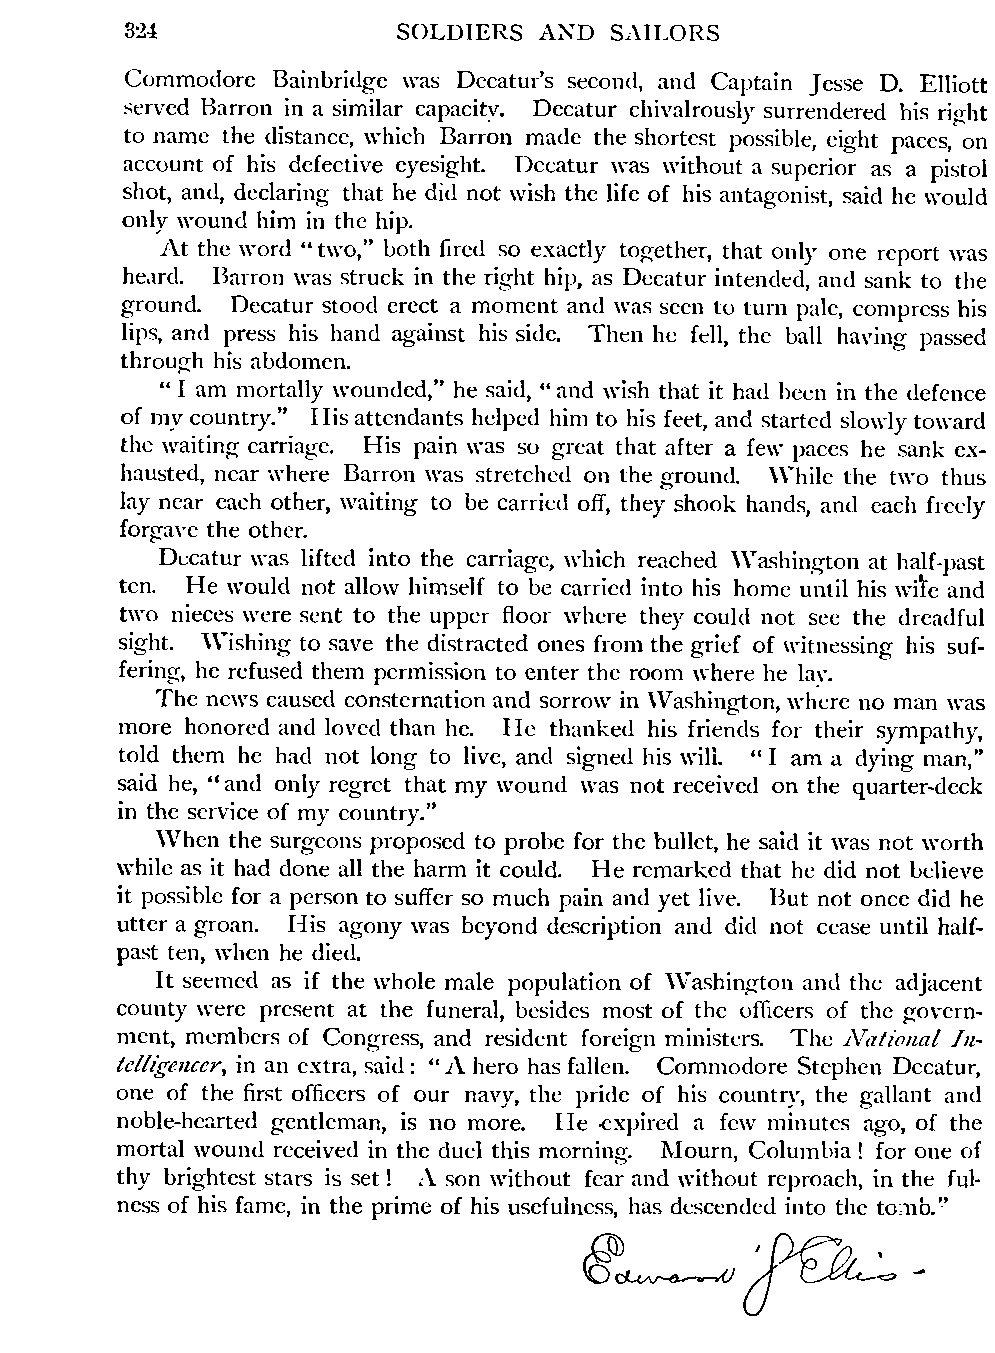 324 SOLDIERS AND SAILORS
Commodore Bainbridge was Decatur's second, and Captain Jesse D. Elliott
served Barron in a similar capacity. Decatur chivalrously surrendered his right
to name the distance, which Barron made the shortest possible, eight paces, on
account of his defective eyesight. Decatur was without a superior as a pistol
shot, and, declaring that he did not wish the life of his antagonist, said he would
only wound him in the hip.
At the word "two," both fired so exactly together, that only one report was
heard. Barron was struck in the right hip, as Decatur intended, and sank to the
ground. Decatur stood erect a moment and was seen to turn pale, compress his
lips, and press his hand against his side. Then he fell, the ball having passed
through his abdomen.
"I am mortally wounded," he said, "and wish that it had been in the defence
of my country." His attendants helped him to his feet, and started slowly toward
the waiting carriage. His pain was so great that after a few paces he sank ex-
hausted, near where Barron was stretched on the ground. While the two thus
lay near each other, waiting to be carried off, they shook hands, and each freely
forgave the other.
Decatur was lifted into the carriage, which reached Washington at half-past
ten. He would not allow himself to be carried into his home until his wife and
two nieces were sent to the upper floor where they could not see the dreadful
sight. Wishing to save the distracted ones from the grief of witnessing his suf-
fering, he refused them permission to enter the room where he lay.
The news caused consternation and sorrow in Washington, where no man was
more honored and loved than he. He thanked his friends for their sympathy,
told them he had not long to live, and signed his will. "I am a dying man,"
said he, "and only regret that my wound was not received on the quarter-deck
in the service of my country."
When the surgeons proposed to probe for the bullet, he said it was not worth
while as it had done all the harm it could. He remarked that he did not believe
it possible for a person to suffer so much pain and yet live. But not once did he
utter a groan. His agony was beyond description and did not cease until half-
past ten, when he died.
It seemed as if the whole male population of Washington and the adjacent
county were present at the funeral, besides most of the officers of the govern-
ment, members of Congress, and resident foreign ministers. The National In-
telligencer, in an extra, said: "A hero has fallen. Commodore Stephen Decatur,
one of the first officers of our navy, the pride of his country, the gallant and
noble-hearted gentleman, is no more. He expired a few minutes ago, of the
mortal wound received in the duel this morning. Mourn, Columbia! for one of
thy brightest stars is set! A son without fear and without reproach, in the ful-
ness of his fame, in the prime of his usefulness, has descended into the tomb."
Edward S Ellis